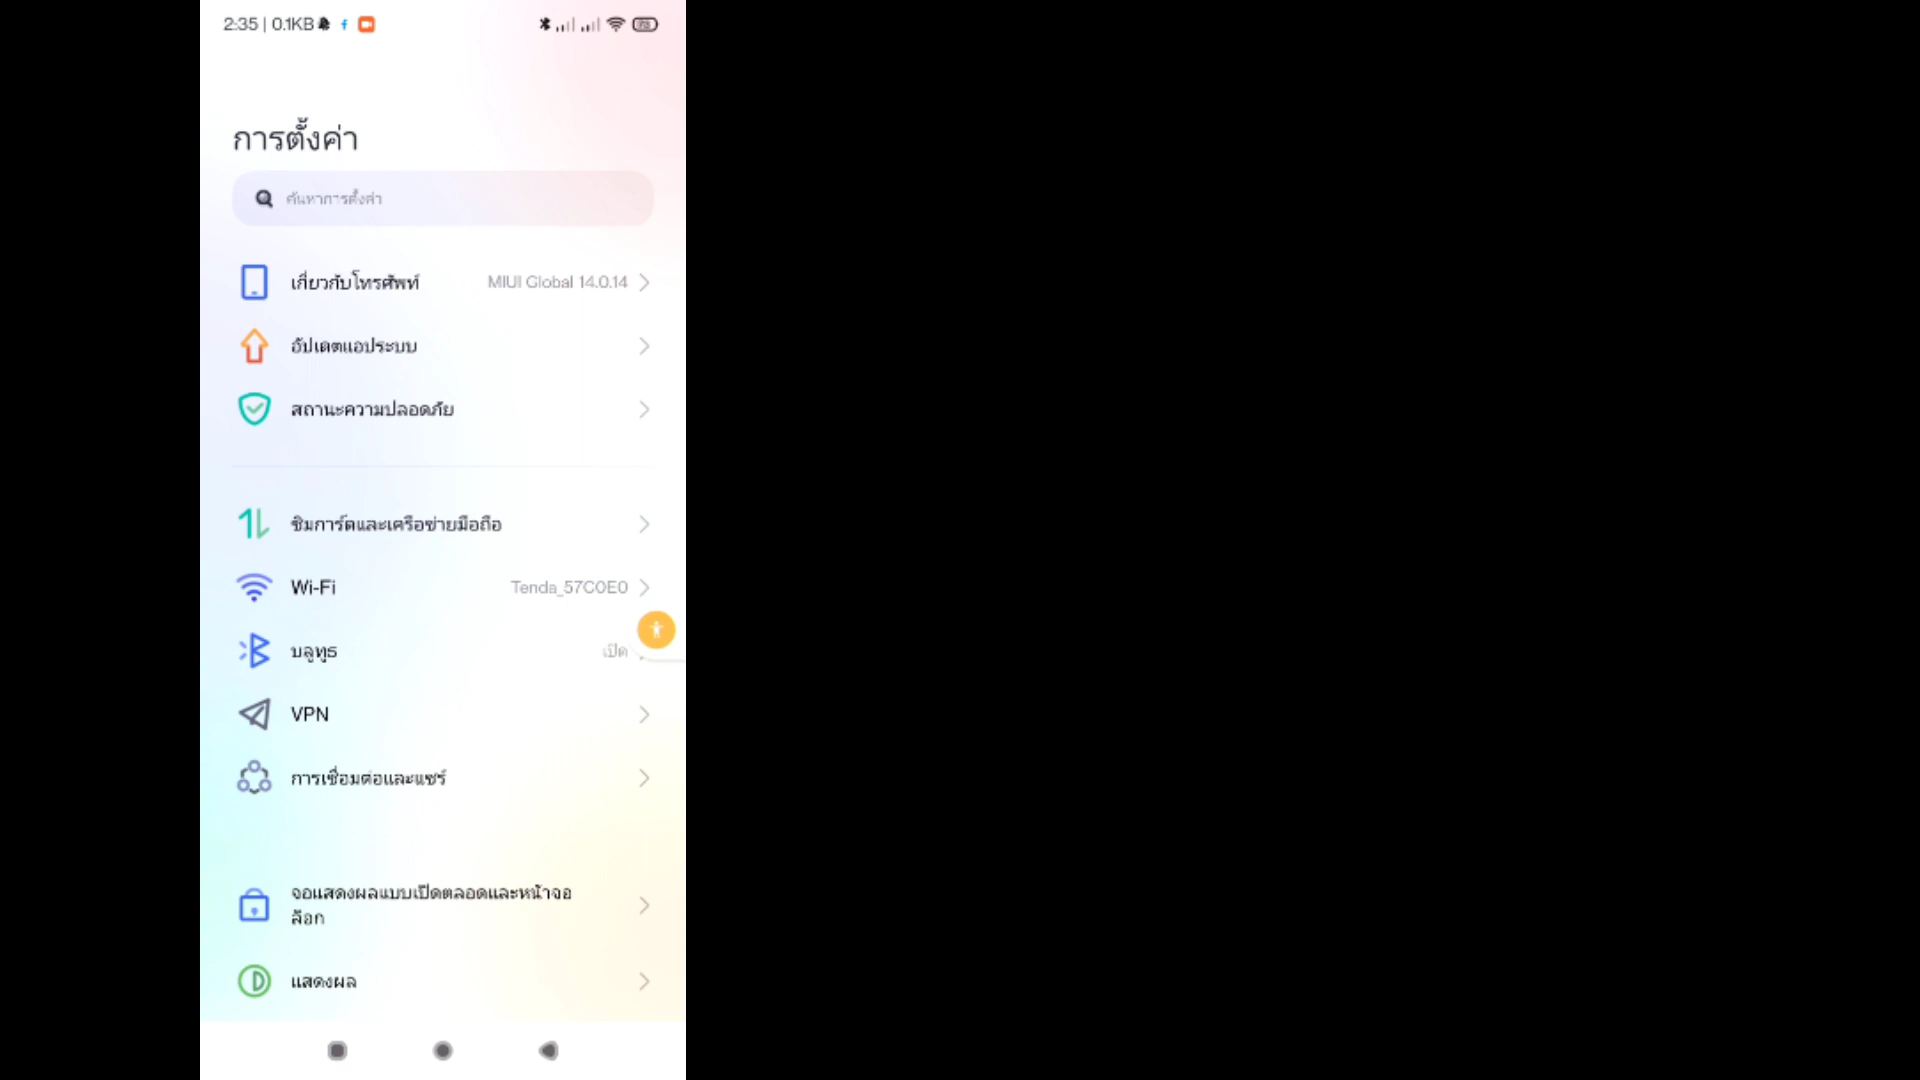 2:35 | 0.1KB
การตั้งค่า
ค้นหาการตั้งค่า
เกี่ยวกับโทรศัพท์ MIUI Global 14.0.14
อัปเดตแอประบบ
สถานะความปลอดภัย
ซิมการ์ดและเครือข่ายมือถือ
Wi-Fi Tenda_57C0E0
บลูทูธ เปิด
VPN
การเชื่อมต่อและแชร์
จอแสดงผลแบบเปิดตลอดและหน้าจอ
ล็อก
แสดงผล